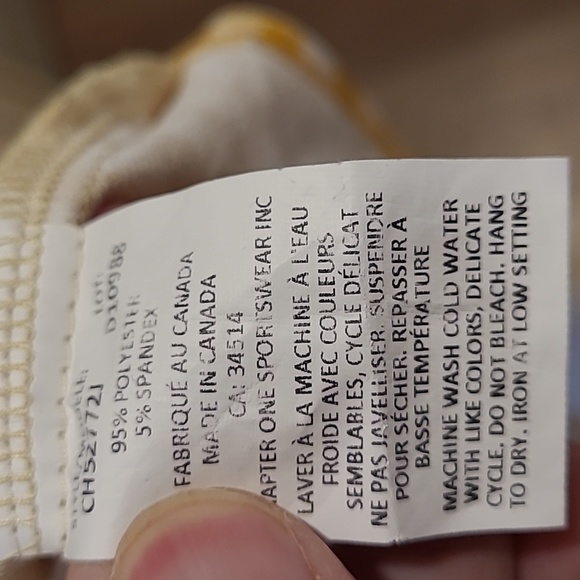 LOT:
D10988
CH52772J
95% POLYESTER
5% SPANDEX
FABRIQUÉ AU CANADA
MADE IN CANADA
CA: 34514
APTER ONE SPORTSWEAR INC
LAVER À LA MACHINE À L'EAU
FROIDE AVEC COULEURS
SEMBLABLES, CYCLE DÉLICAT
NE PAS JAVELLISER. SUSPENDRE
POUR SÉCHER. REPASSER À
BASSE TEMPÉRATURE
MACHINE WASH COLD WATER
WITH LIKE COLORS, DELICATE
CYCLE. DO NOT BLEACH. HANG
TO DRY. IRON AT LOW SETTING